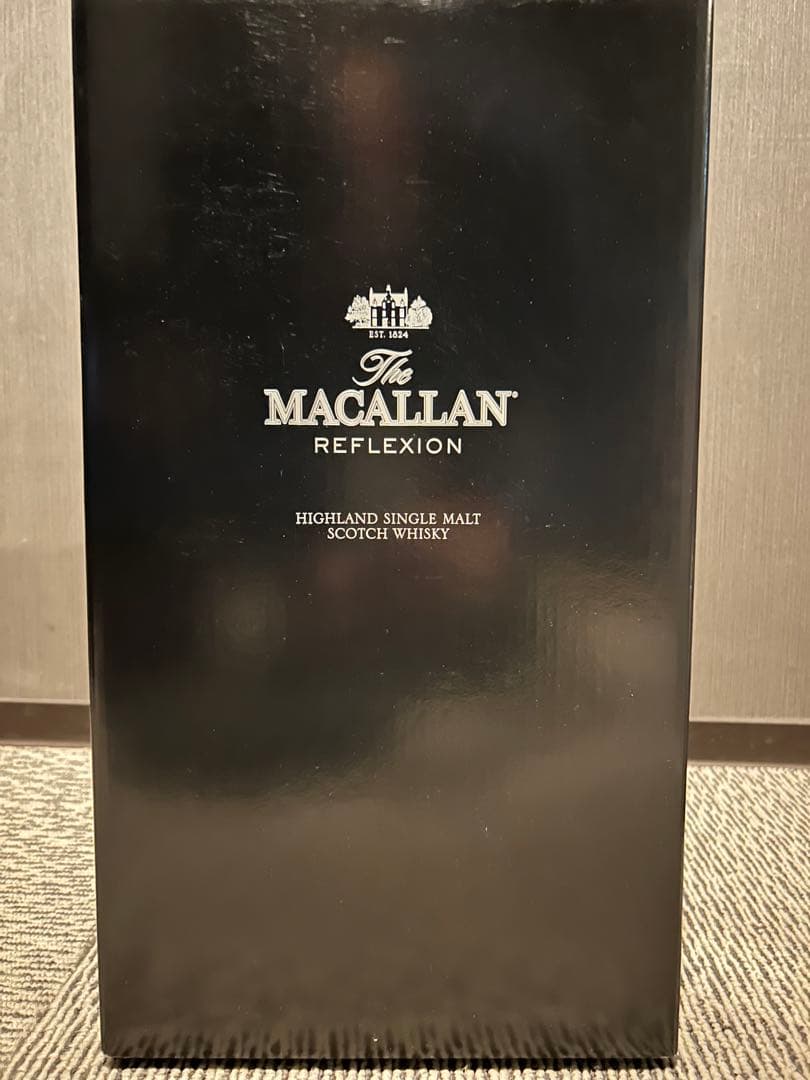 EST. 1824
The
MACALLAN®
REFLEXION
HIGHLAND SINGLE MALT
SCOTCH WHISKY